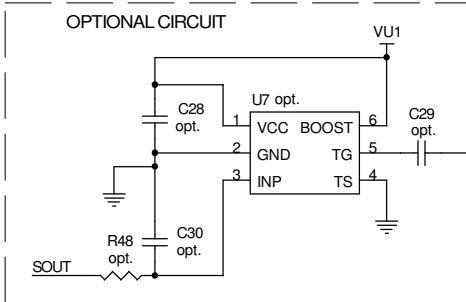 OPTIONAL CIRCUIT
VU1
U7 opt.
C28
opt.
C29
opt.
1 VCC BOOST 6
2 GND TG 5
3 INP TS 4
R48
opt.
C30
opt.
SOUT